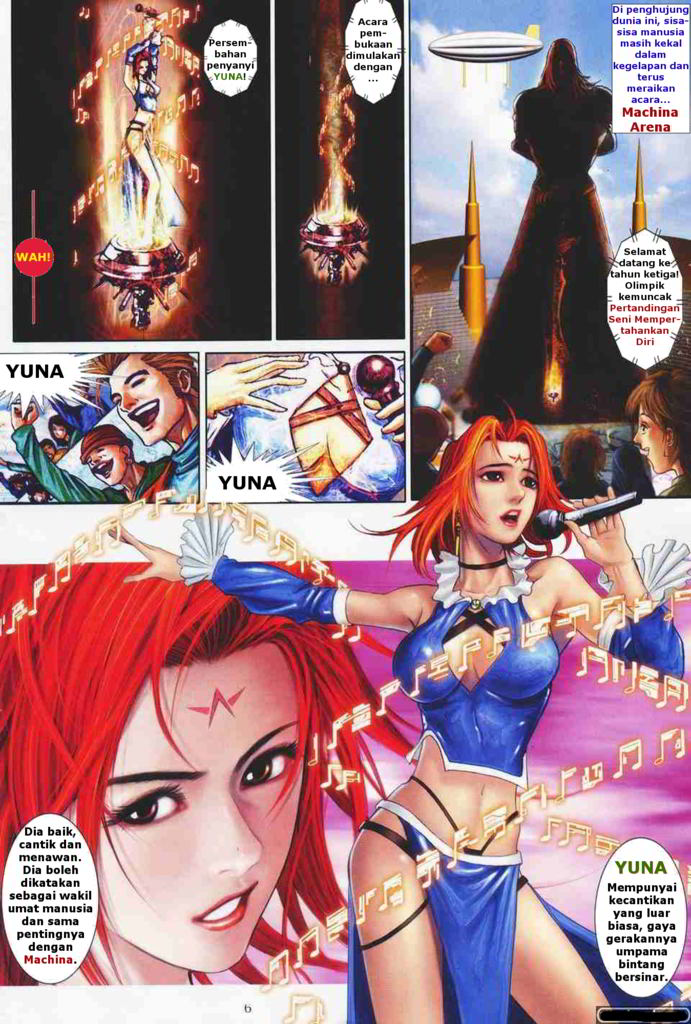 Di penghujung
dunia ini, sisa-
sisa manusia
masih kekal
dalam
kegelapan dan
terus
meraikan
acara...
Machina
Arena
Selamat
datang ke
tahun ketiga!
Olimpik
kemuncak
Pertandingan
Seni Memper-
tahankan
Diri
Acara
pem-
bukaan
dimulakan
dengan
...
Persem-
bahan
penyanyi
YUNA!
WAH!
YUNA
YUNA
Dia baik,
cantik dan
menawan.
Dia boleh
dikatakan
sebagai wakil
umat manusia
dan sama
pentingnya
dengan
Machina.
YUNA
Mempunyai
kecantikan
yang luar
biasa, gaya
gerakannya
umpama
bintang
bersinar.
6